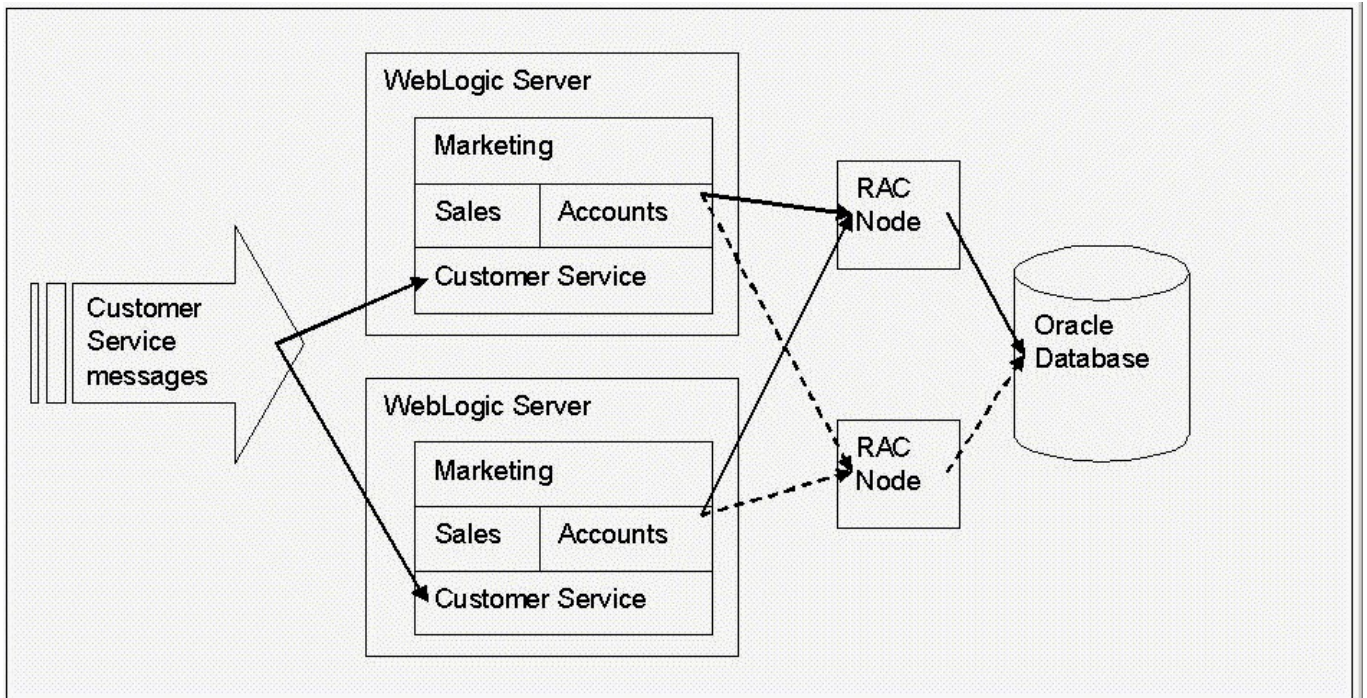 Customer
Service
messages
WebLogic Server
Marketing
Sales
Accounts
Customer Service
WebLogic Server
Marketing
Sales
Accounts
Customer Service
RAC
Node
RAC
Node
Oracle
Database